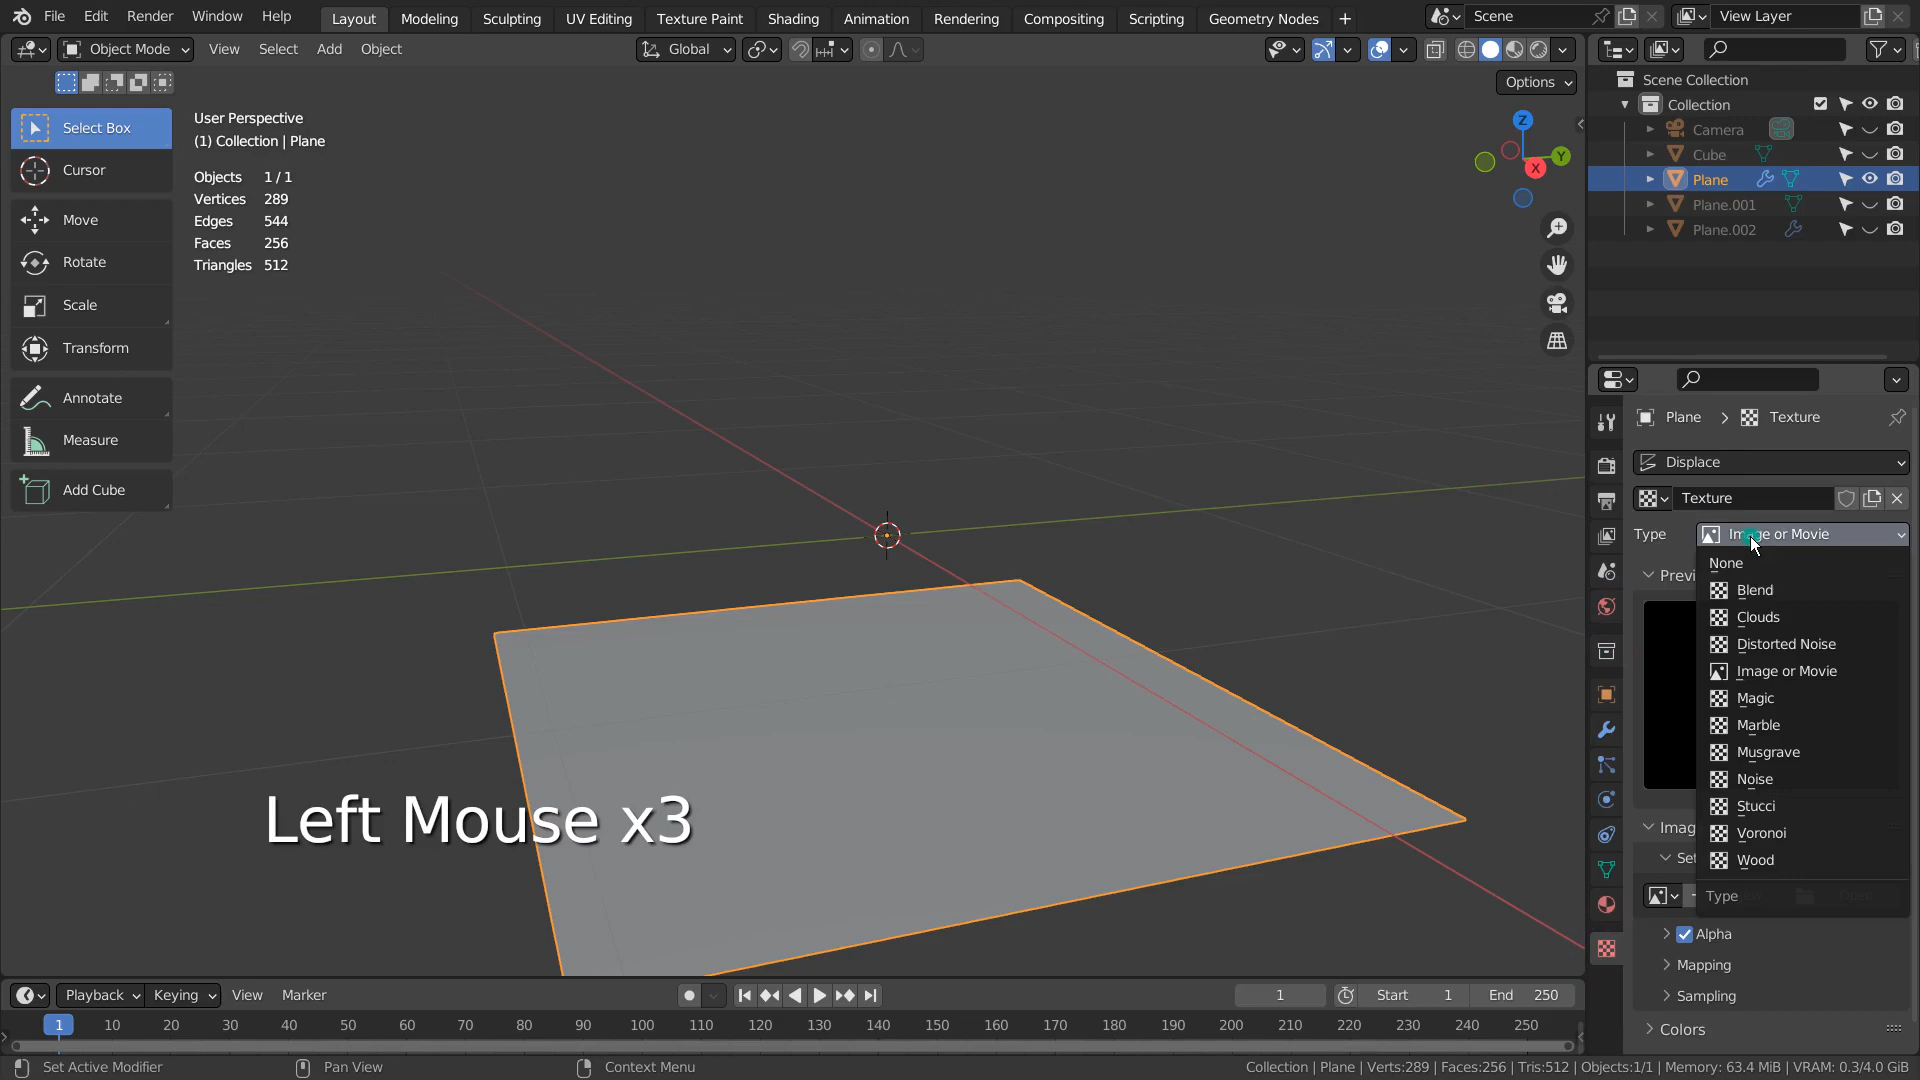 File Edit Render Window Help Layout Modeling Sculpting UV Editing Texture Paint Shading Animation Rendering Compositing Scripting Geometry Nodes + Scene View Layer
Object Mode View Select Add Object Global
Options
Select Box
Cursor
Move
Rotate
Scale
Transform
Annotate
Measure
Add Cube
User Perspective
(1) Collection | Plane
Objects 1 / 1
Vertices 289
Edges 544
Faces 256
Triangles 512
Z
Y
X
Left Mouse x3
Scene Collection
Collection
Camera
Cube
Plane
Plane.001
Plane.002
Plane > Texture
Displace
Texture
Type Image or Movie
None
Blend
Clouds
Distorted Noise
Image or Movie
Magic
Marble
Musgrave
Noise
Stucci
Voronoi
Wood
Type
Alpha
Mapping
Sampling
Colors
Playback Keying View Marker 1 Start 1 End 250
1 10 20 30 40 50 60 70 80 90 100 110 120 130 140 150 160 170 180 190 200 210 220 230 240 250
Set Active Modifier Pan View Context Menu Collection | Plane | Verts:289 | Faces:256 | Tris:512 | Objects:1/1 | Memory: 63.4 MiB | VRAM: 0.3/4.0 GiB